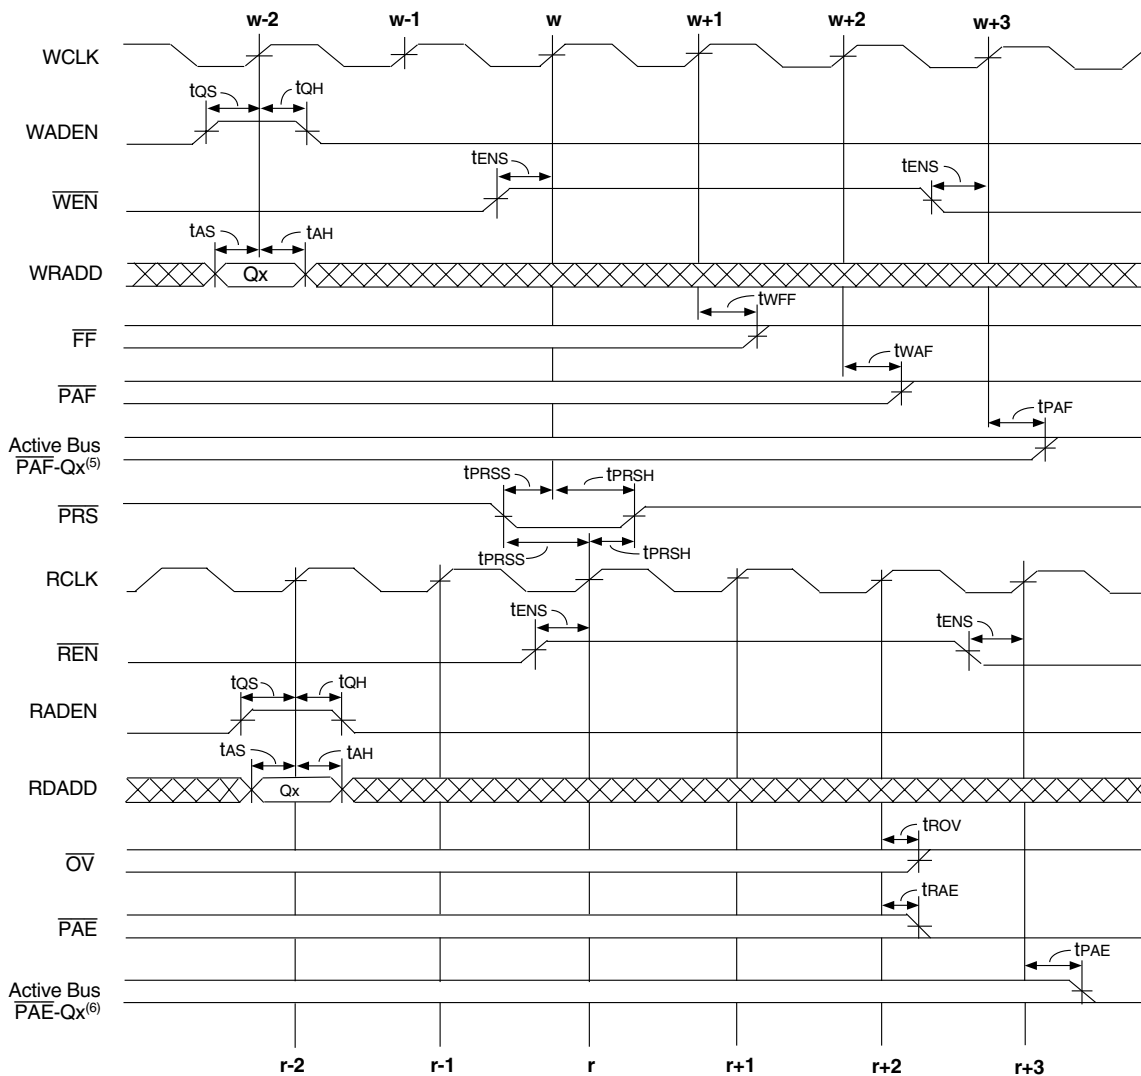 w-2 w-1 w w+1 w+2 w+3
WCLK
tQS tQH
WADEN
tENS tENS
WEN
tAS tAH
WRADD Qx
tWFF
FF
tWAF
PAF
tPAF
Active Bus
PAF-Qx(5)
tPRSS tPRSH
PRS
tPRSS tPRSH
RCLK
tENS tENS
REN
tQS tQH
RADEN
tAS tAH
RDADD Qx
tROV
OV
tRAE
PAE
tPAE
Active Bus
PAE-Qx(6)
r-2 r-1 r r+1 r+2 r+3